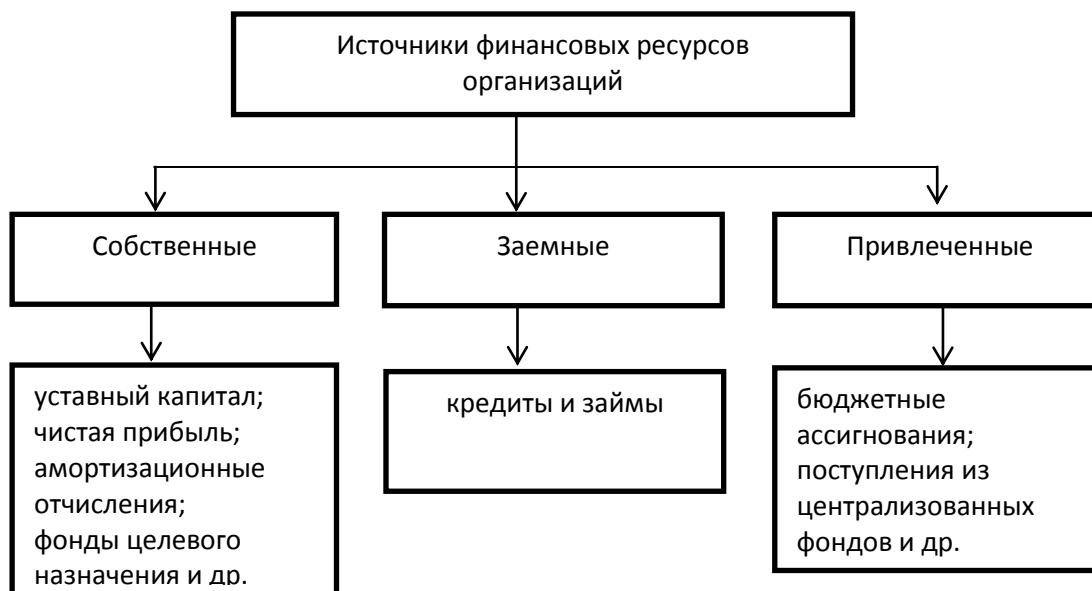 Источники финансовых ресурсов
организаций
Собственные
Заемные
Привлеченные
уставный капитал;
чистая прибыль;
амортизационные
отчисления;
фонды целевого
назначения и др.
кредиты и займы
бюджетные
ассигнования;
поступления из
централизованных
фондов и др.